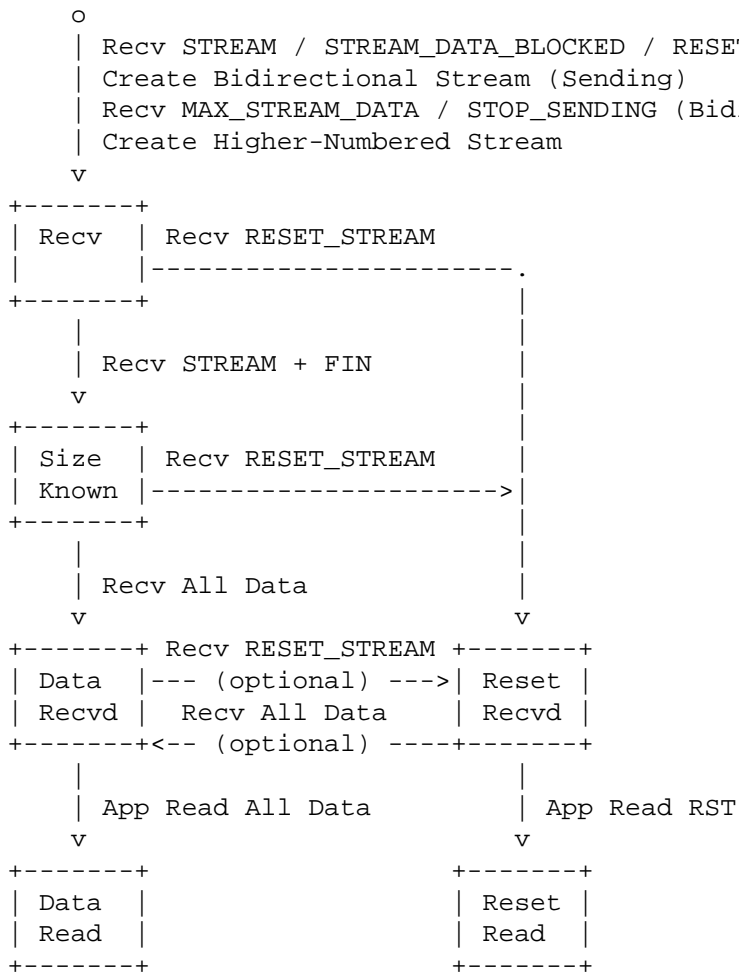 o
| Recv STREAM / STREAM_DATA_BLOCKED /
| Create Bidirectional Stream (Sending)
| Recv MAX_STREAM_DATA / STOP_SENDING
| Create Higher-Numbered Stream
v
+-------+
| Recv  | Recv RESET_STREAM
|       |-----------------------.
+-------+                       |
|                       |
| Recv STREAM + FIN     |
v                       |
+-------+                       |
| Size  | Recv RESET_STREAM     |
| Known |---------------------->|
+-------+                       |
|                       |
| Recv All Data         |
v                       v
+-------+ Recv RESET_STREAM +-------+
| Data  |--- (optional) --->| Reset |
| Recvd |  Recv All Data    | Recvd |
+-------+<-- (optional) ----+-------+
|                           |
| App Read All Data         | App Read RST
v                           v
+-------+                   +-------+
| Data  |                   | Reset |
| Read  |                   | Read  |
+-------+                   +-------+